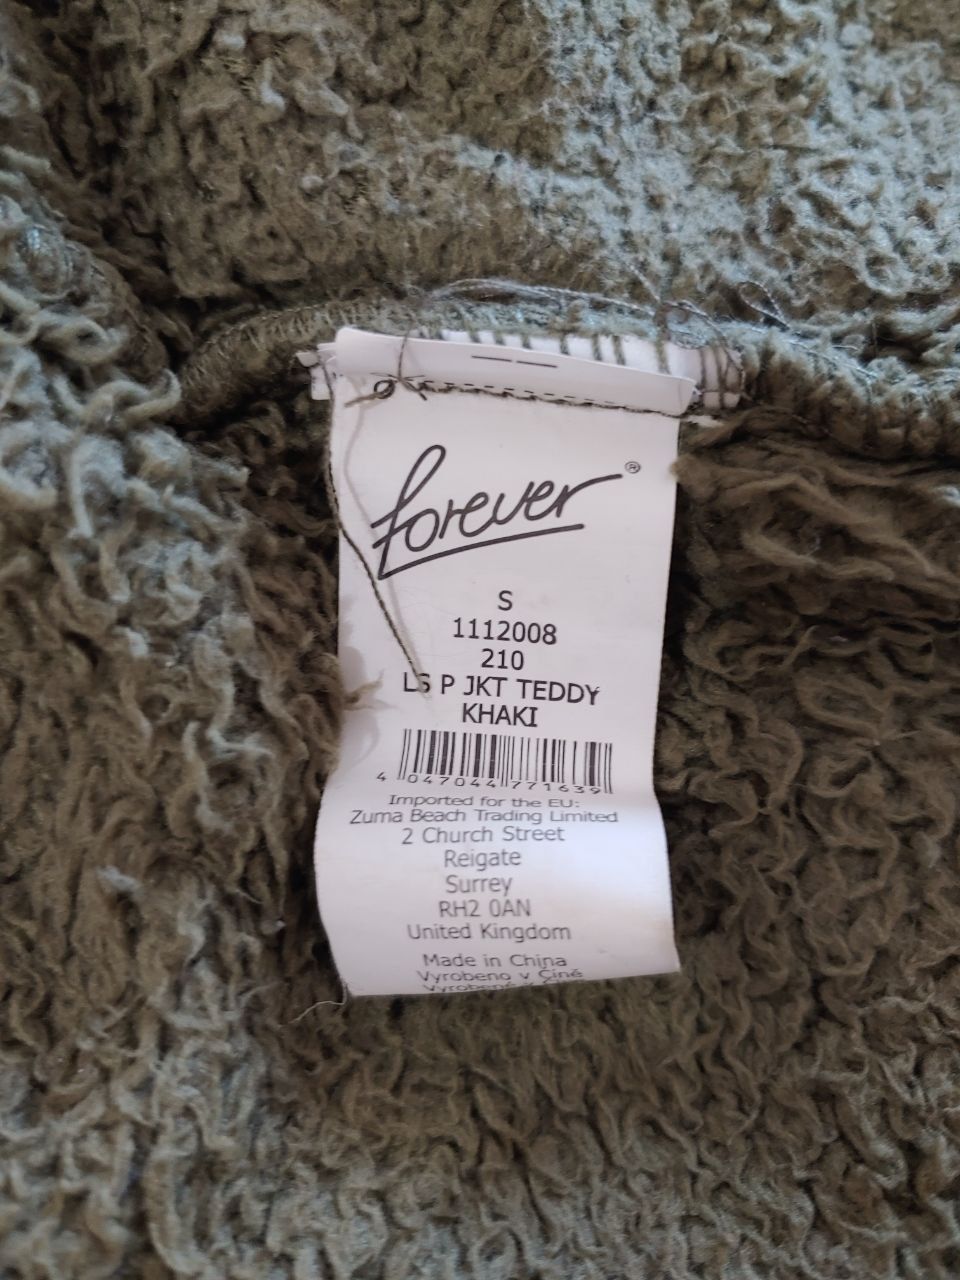 forever®
S
1112008
210
LS P JKT TEDDY
KHAKI
4 047044 771639
Imported for the EU:
Zuma Beach Trading Limited
2 Church Street
Reigate
Surrey
RH2 0AN
United Kingdom
Made in China
Vyrobeno v Číně
Vyrobené v